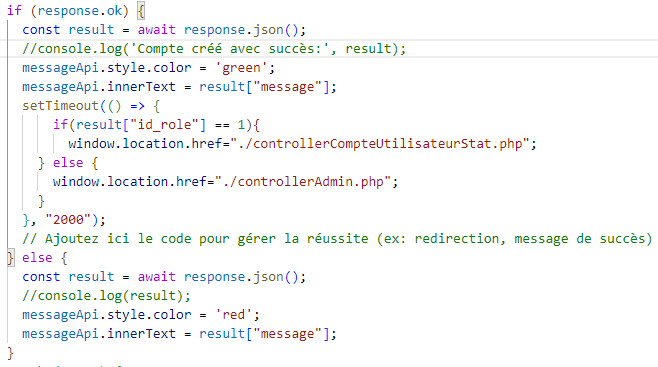 if (response.ok) {
const result = await response.json();
//console.log('Compte créé avec succès:', result);
messageApi.style.color = 'green';
messageApi.innerText = result["message"];
setTimeout(() => {
if(result["id_role"] == 1){
window.location.href="./controllerCompteUtilisateurStat.php";
} else {
window.location.href="./controllerAdmin.php";
}
}, "2000");
// Ajoutez ici le code pour gérer la réussite (ex: redirection, message de succès)
} else {
const result = await response.json();
//console.log(result);
messageApi.style.color = 'red';
messageApi.innerText = result["message"];
}